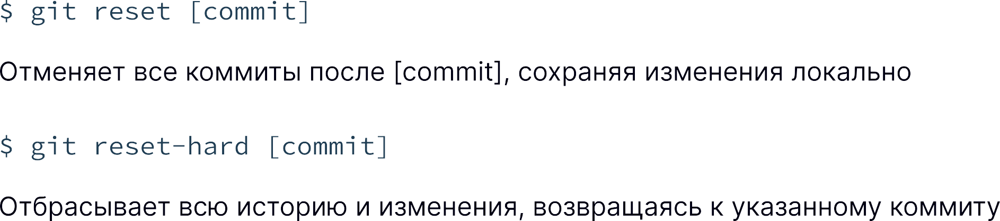 $ git reset [commit]
Отменяет все коммиты после [commit], сохраняя изменения локально
$ git reset-hard [commit]
Отбрасывает всю историю и изменения, возвращаясь к указанному коммиту